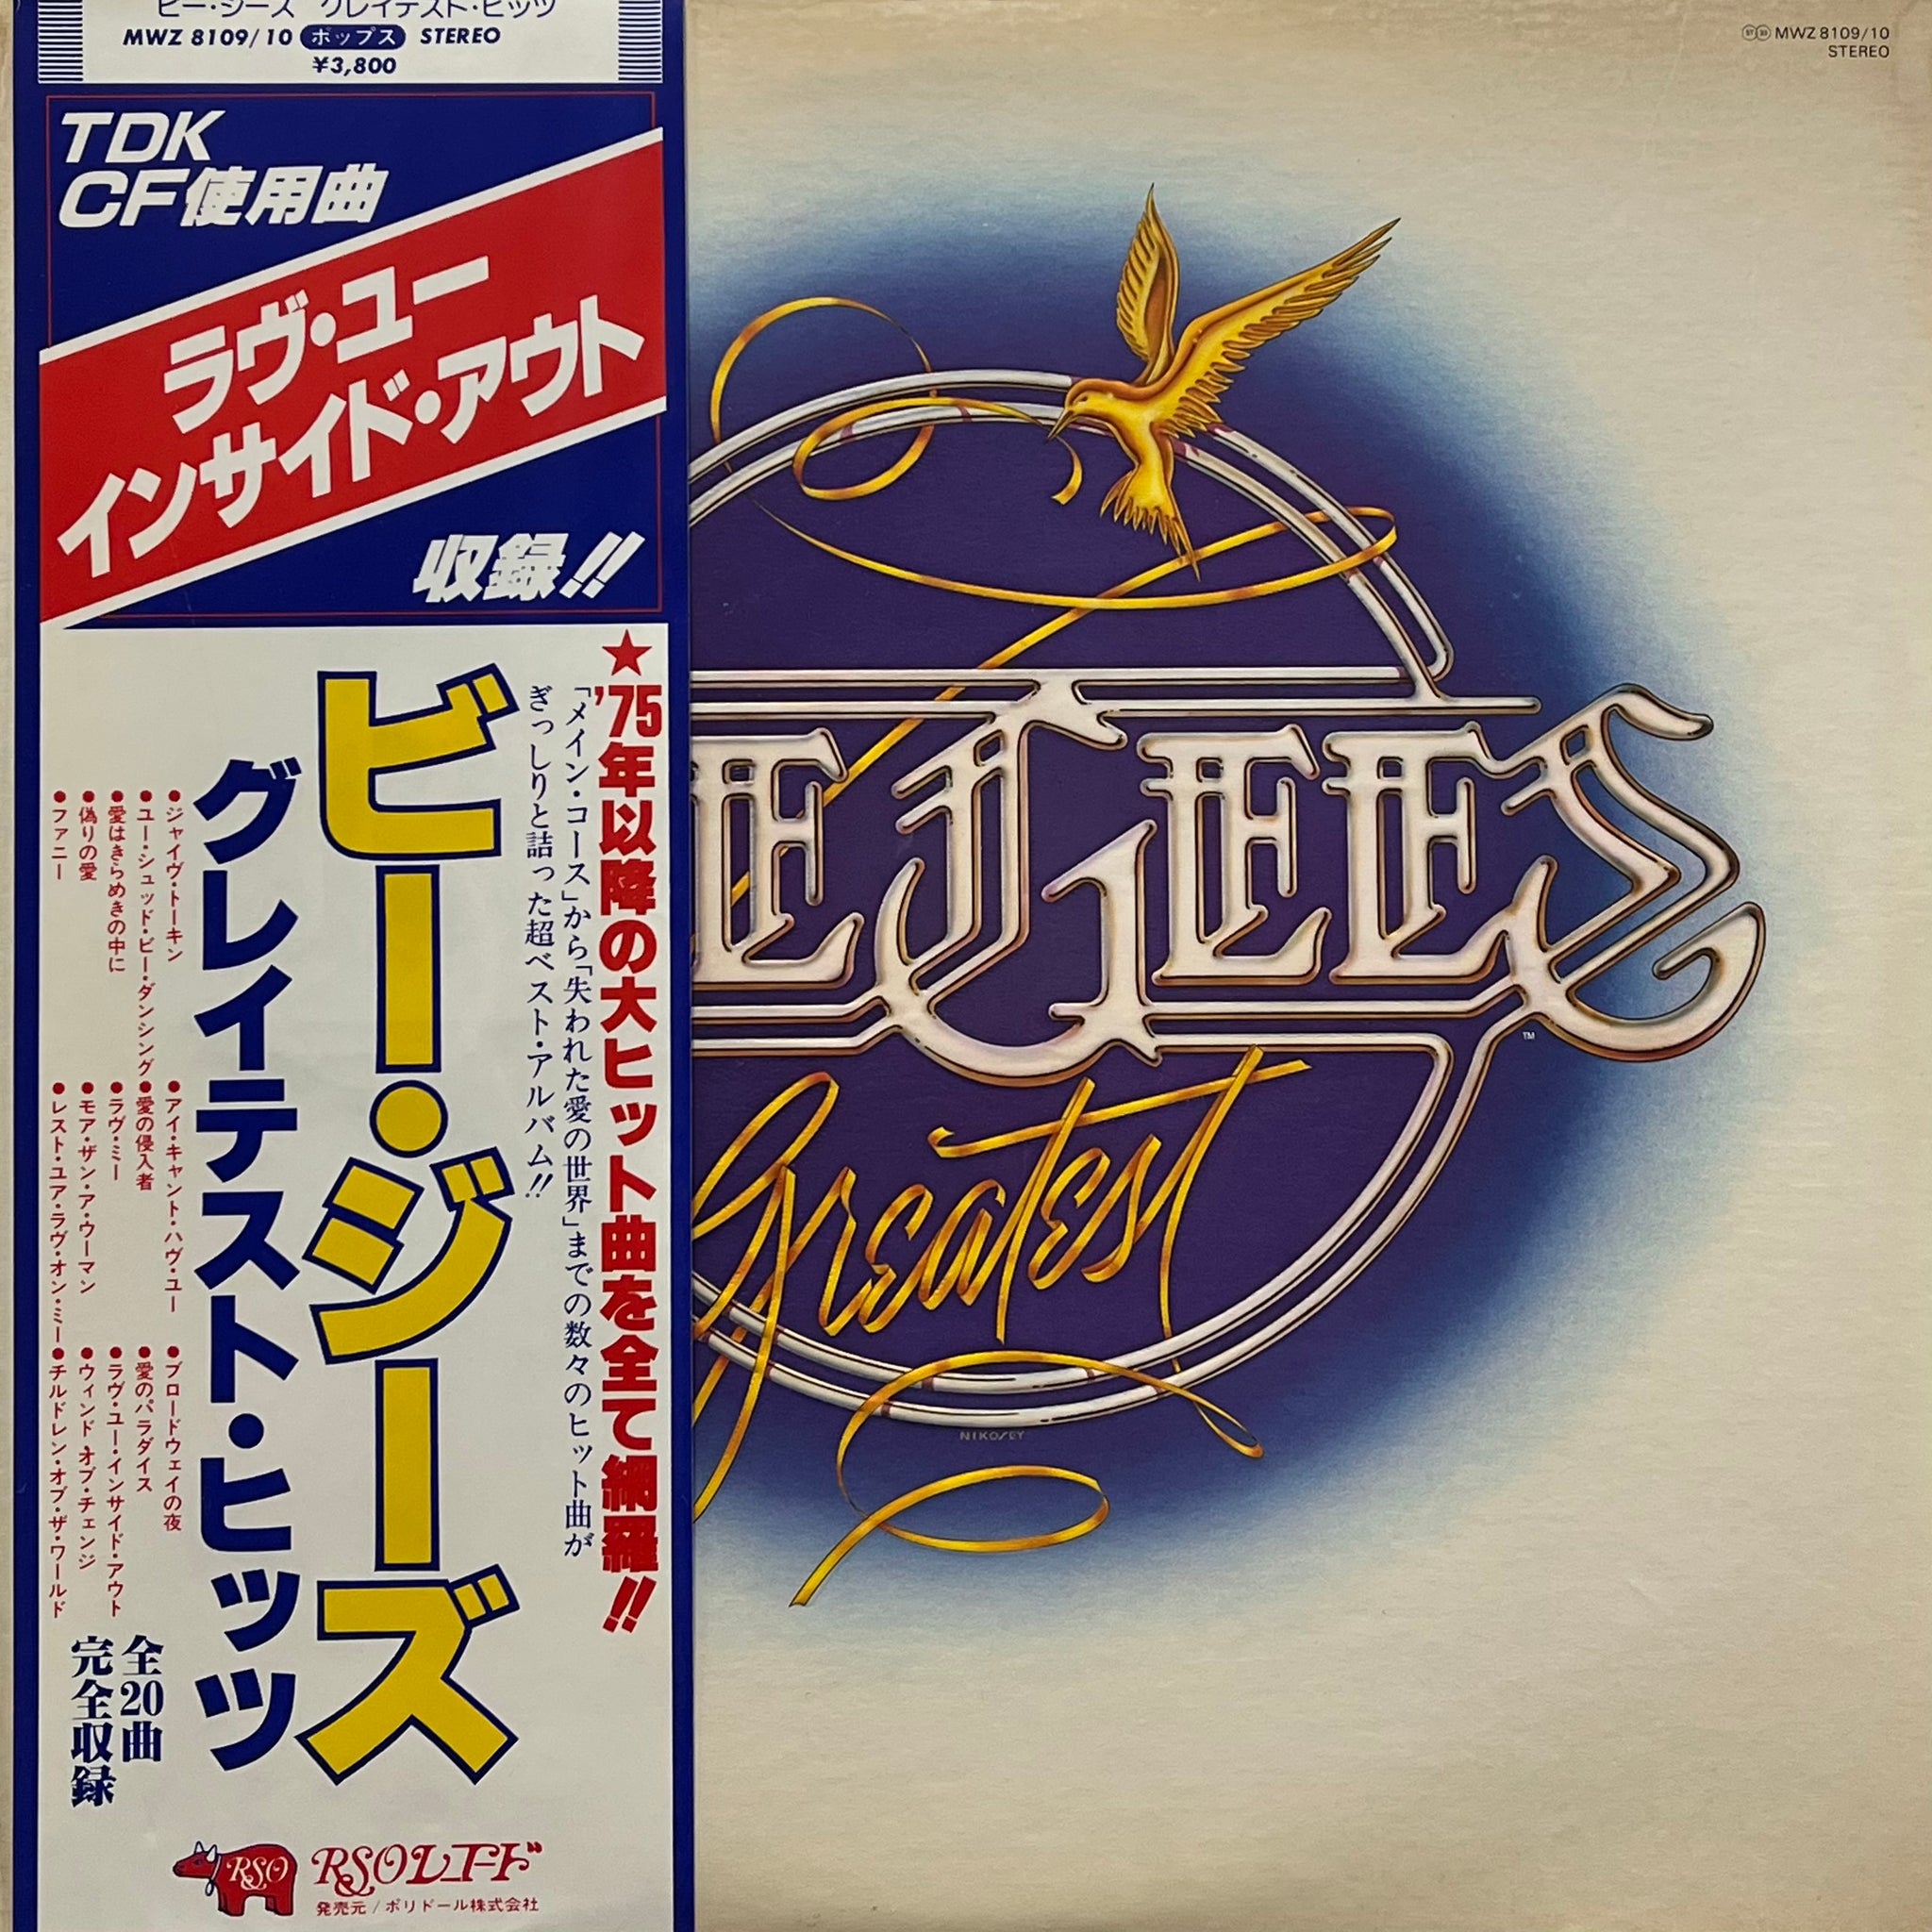 ビー・ジーズ グレイテスト・ヒッツ
MWZ 8109/10 ポップス STEREO
¥3,800
TDK
CF使用曲
ラヴ・ユー
インサイド・アウト
収録!!
★'75年以降の大ヒット曲を全て網羅!!
「メイン・コース」から「失われた愛の世界」までの数々のヒット曲が
ぎっしりと詰った超ベスト・アルバム!!
ビー・ジーズ
グレイテスト・ヒッツ
●ジャイヴ・トーキン
●ユー・シュッド・ビー・ダンシング
●愛はきらめきの中に
●偽りの愛
●ファニー
●アイ・キャント・ハヴ・ユー
●愛の侵入者
●ラヴ・ミー
●モア・ザン・ア・ウーマン
●レスト・ユア・ラヴ・オン・ミー
●ブロードウェイの夜
●愛のパラダイス
●ラヴ・ユー・インサイド・アウト
●ウィンド・オブ・チェンジ
●チルドレン・オブ・ザ・ワールド
全20曲
完全収録
RSO
RSOレコード
発売元/ポリドール株式会社
MWZ 8109/10
STEREO
EE GEES
TM
Greatest
NIKOSEY